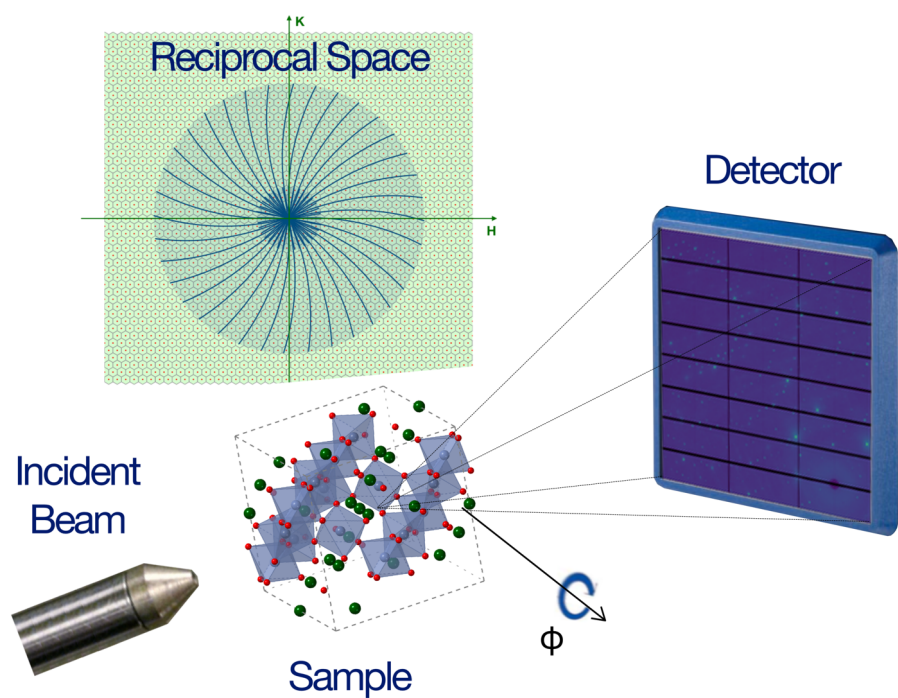 K
Reciprocal Space
H
Detector
Incident
Beam
ϕ
Sample